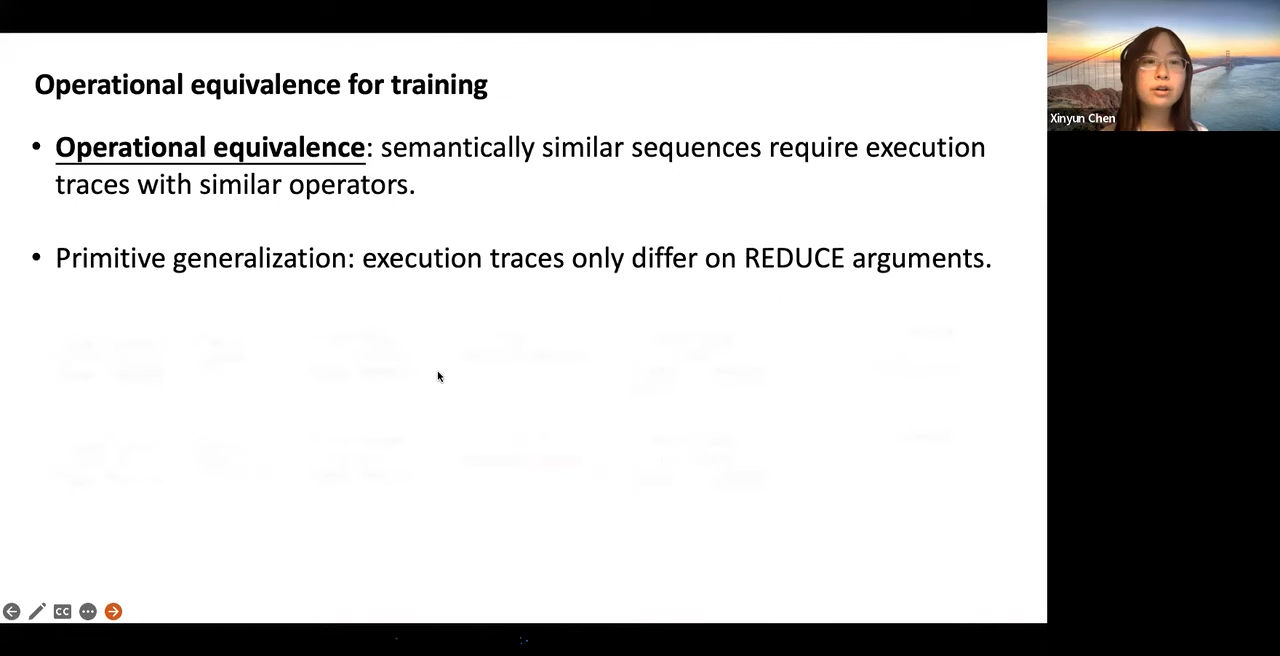 Operational equivalence for training
• Operational equivalence: semantically similar sequences require execution
traces with similar operators.
• Primitive generalization: execution traces only differ on REDUCE arguments.
Xinyun Chen
CC